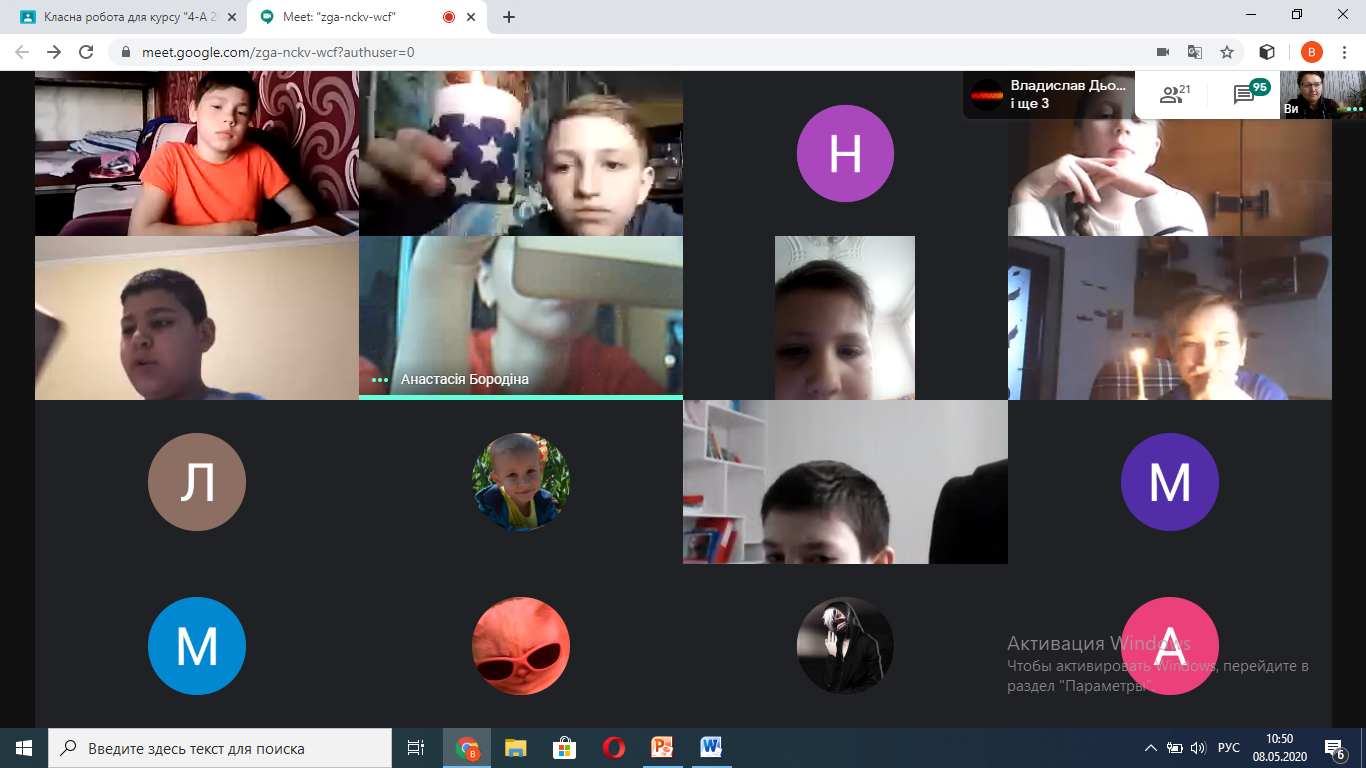 Класна робота для курсу "4-А 2
Meet: "zga-nckv-wcf"
meet.google.com/zga-nckv-wcf?authuser=0
В
Владислав Дьо...
і ще 3
21
95
Ви
Н
Анастасія Бородіна
Л
М
М
А
Активация Windows
Чтобы активировать Windows, перейдите в
раздел "Параметры".
Введите здесь текст для поиска
В
РУС
10:50
08.05.2020
6